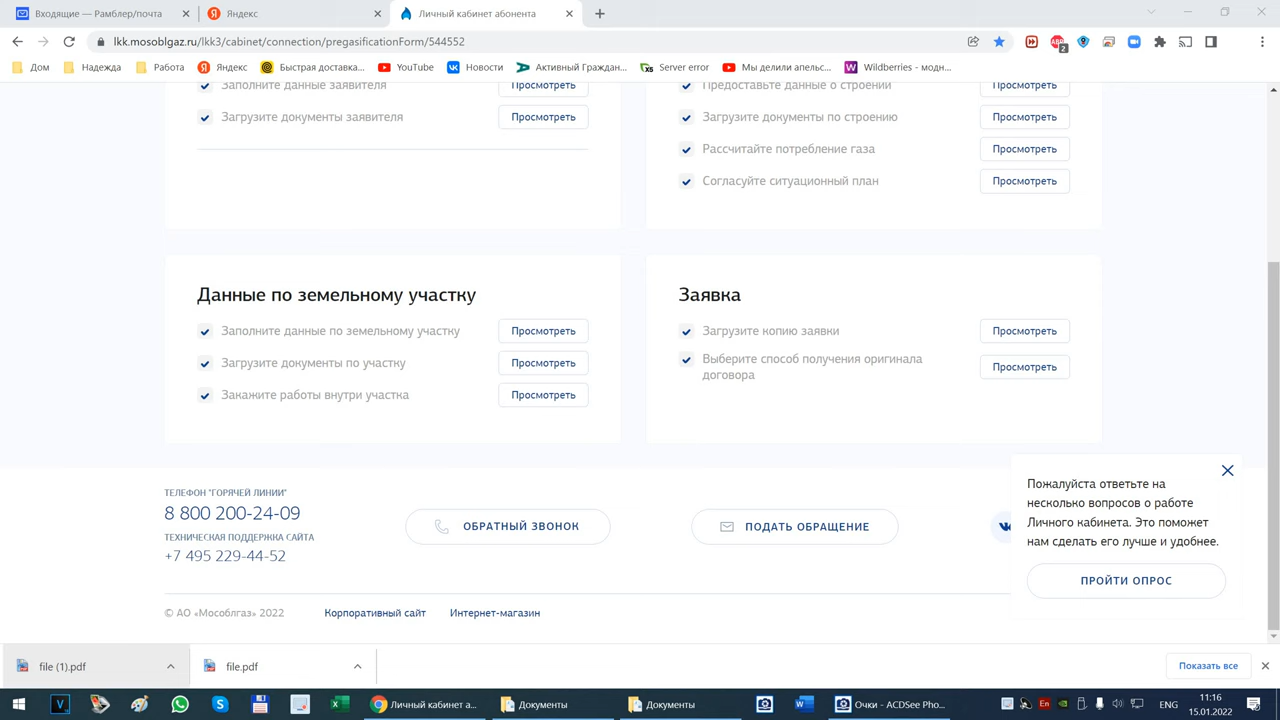 Входящие — Рамблер/почта
Яндекс
Личный кабинет абонента
lkk.mosoblgaz.ru/lkk3/cabinet/connection/pregasificationForm/544552
ABP
2
Дом
Надежда
Работа
Яндекс
Быстрая доставка...
YouTube
Новости
Активный Граждан...
Server error
Мы делили апельс...
Wildberries - модн...
Заполните данные заявителя
Просмотреть
Загрузите документы заявителя
Просмотреть
Предоставьте данные о строении
Просмотреть
Загрузите документы по строению
Просмотреть
Рассчитайте потребление газа
Просмотреть
Согласуйте ситуационный план
Просмотреть
Данные по земельному участку
Заполните данные по земельному участку
Просмотреть
Загрузите документы по участку
Просмотреть
Закажите работы внутри участка
Просмотреть
Заявка
Загрузите копию заявки
Просмотреть
Выберите способ получения оригинала
договора
Просмотреть
ТЕЛЕФОН "ГОРЯЧЕЙ ЛИНИИ"
8 800 200-24-09
ТЕХНИЧЕСКАЯ ПОДДЕРЖКА САЙТА
+7 495 229-44-52
ОБРАТНЫЙ ЗВОНОК
ПОДАТЬ ОБРАЩЕНИЕ
Пожалуйста ответьте на
несколько вопросов о работе
Личного кабинета. Это поможет
нам сделать его лучше и удобнее.
ПРОЙТИ ОПРОС
© АО «Мособлгаз» 2022
Корпоративный сайт
Интернет-магазин
file (1).pdf
file.pdf
Показать все
Личный кабинет а...
Документы
Документы
Очки - ACDSee Pho...
En
ENG
11:16
15.01.2022